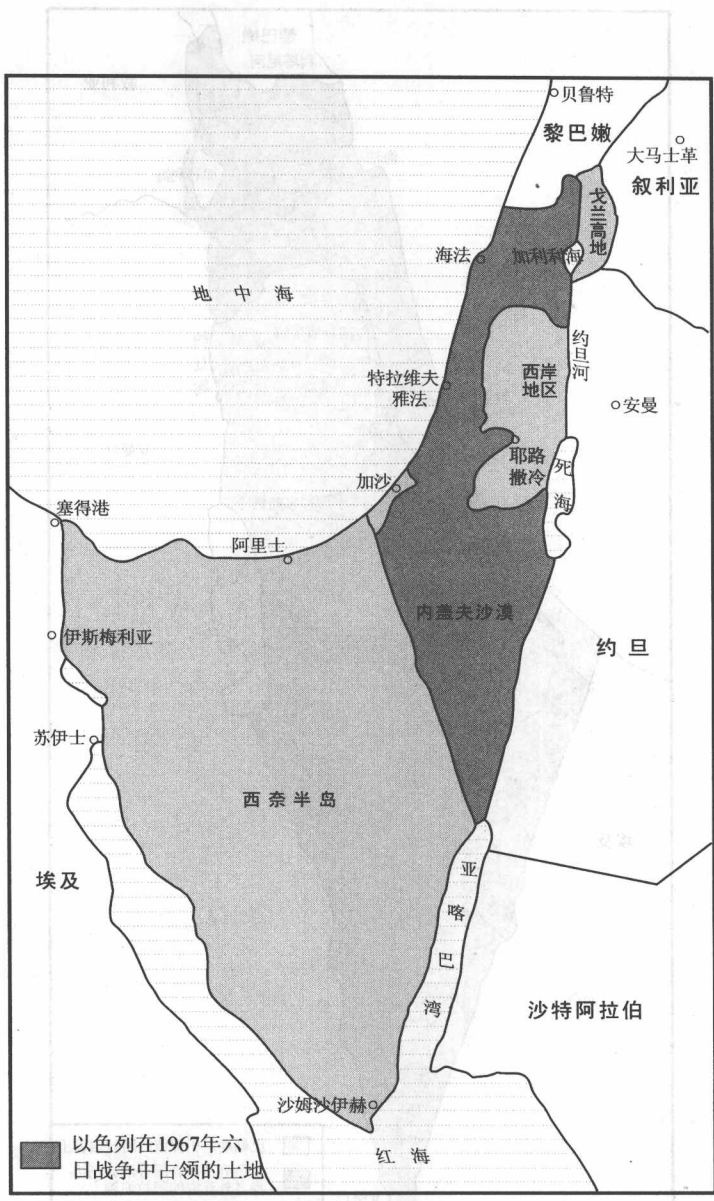 贝鲁特
黎巴嫩
大马士革
叙利亚
戈兰高地
海法
加利利海
地中海
约旦河
特拉维夫
雅法
西岸
地区
安曼
耶路
撒冷
死海
加沙
塞得港
阿里士
内盖夫沙漠
伊斯梅利亚
约旦
苏伊士
西奈半岛
埃及
亚喀巴湾
沙特阿拉伯
沙姆沙伊赫
红海
以色列在1967年六
日战争中占领的土地